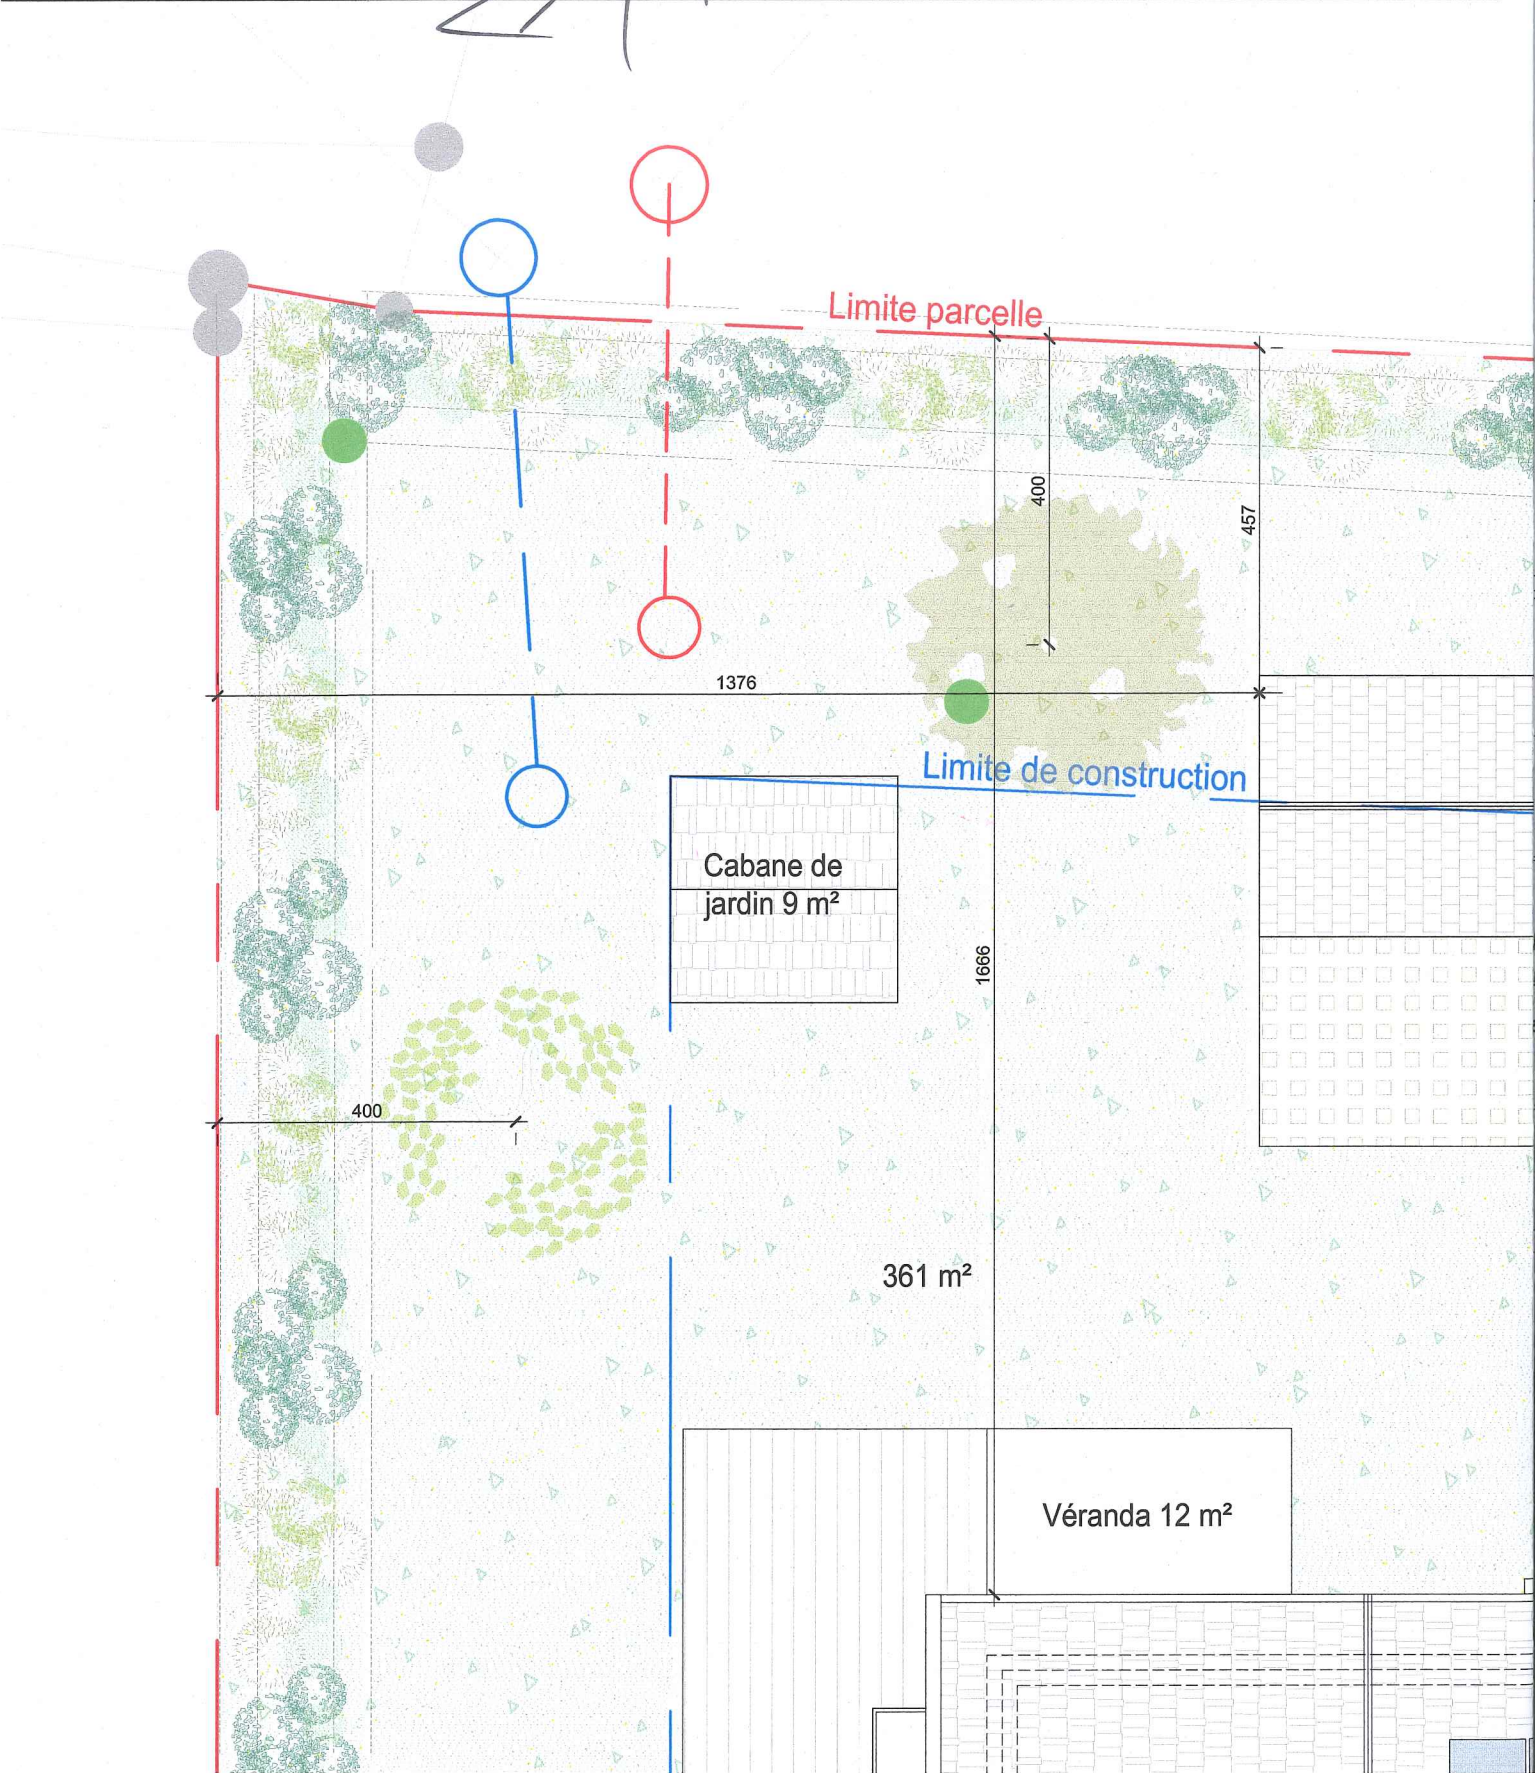 Limite parcelle
400
457
1376
Limite de construction
Cabane de
jardin 9 m²
1666
400
361 m²
Véranda 12 m²